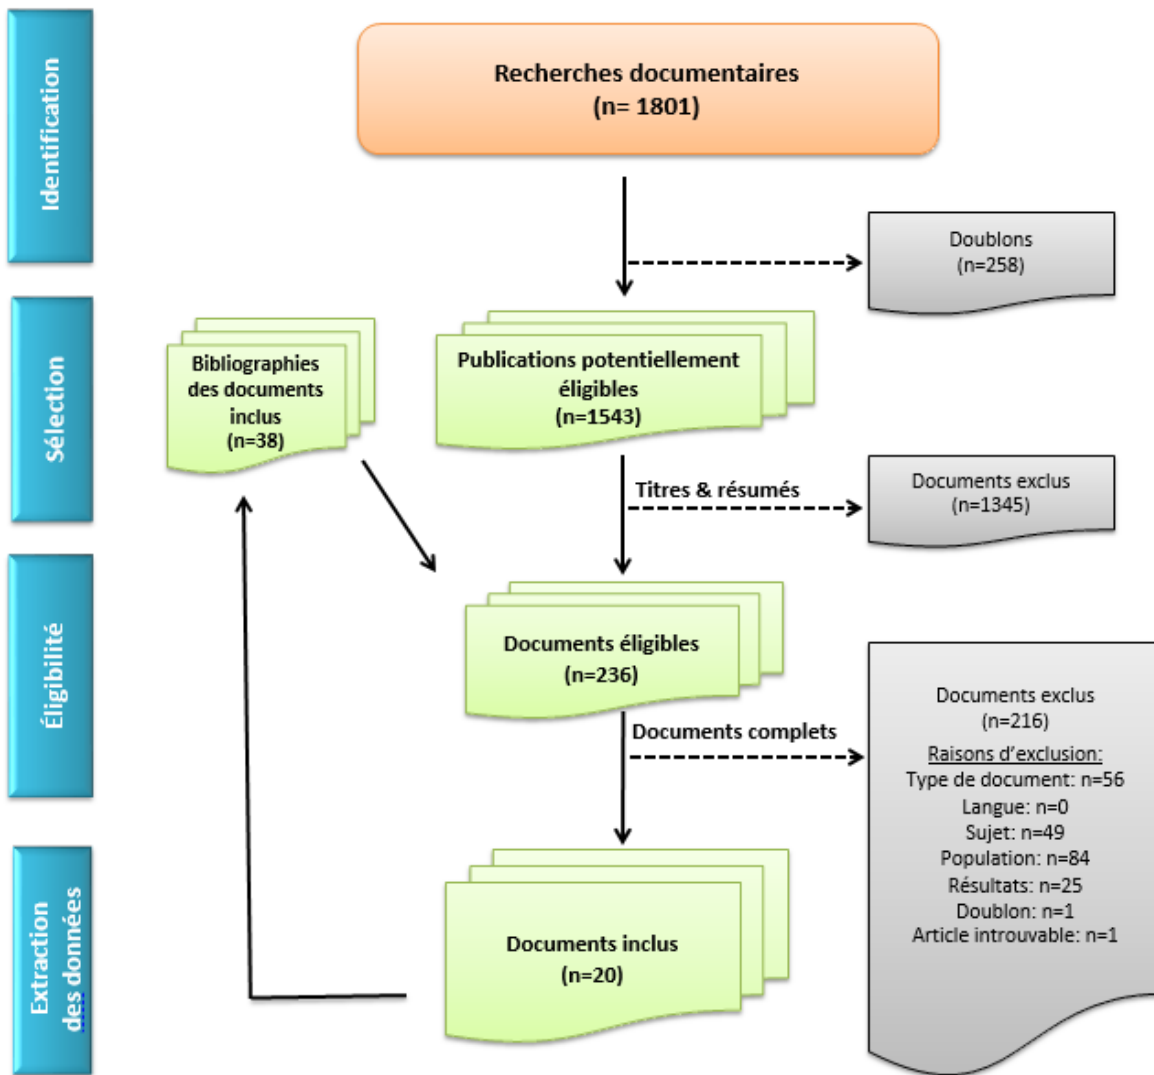 Identification
Recherches documentaires
(n= 1801)
Doublons
(n=258)
Sélection
Bibliographies
des documents
inclus
(n=38)
Publications potentiellement
éligibles
(n=1543)
Titres & résumés
Documents exclus
(n=1345)
Éligibilité
Documents éligibles
(n=236)
Documents complets
Documents exclus
(n=216)
Raisons d’exclusion:
Type de document: n=56
Langue: n=0
Sujet: n=49
Population: n=84
Résultats: n=25
Doublon: n=1
Article introuvable: n=1
Extraction
des données
Documents inclus
(n=20)